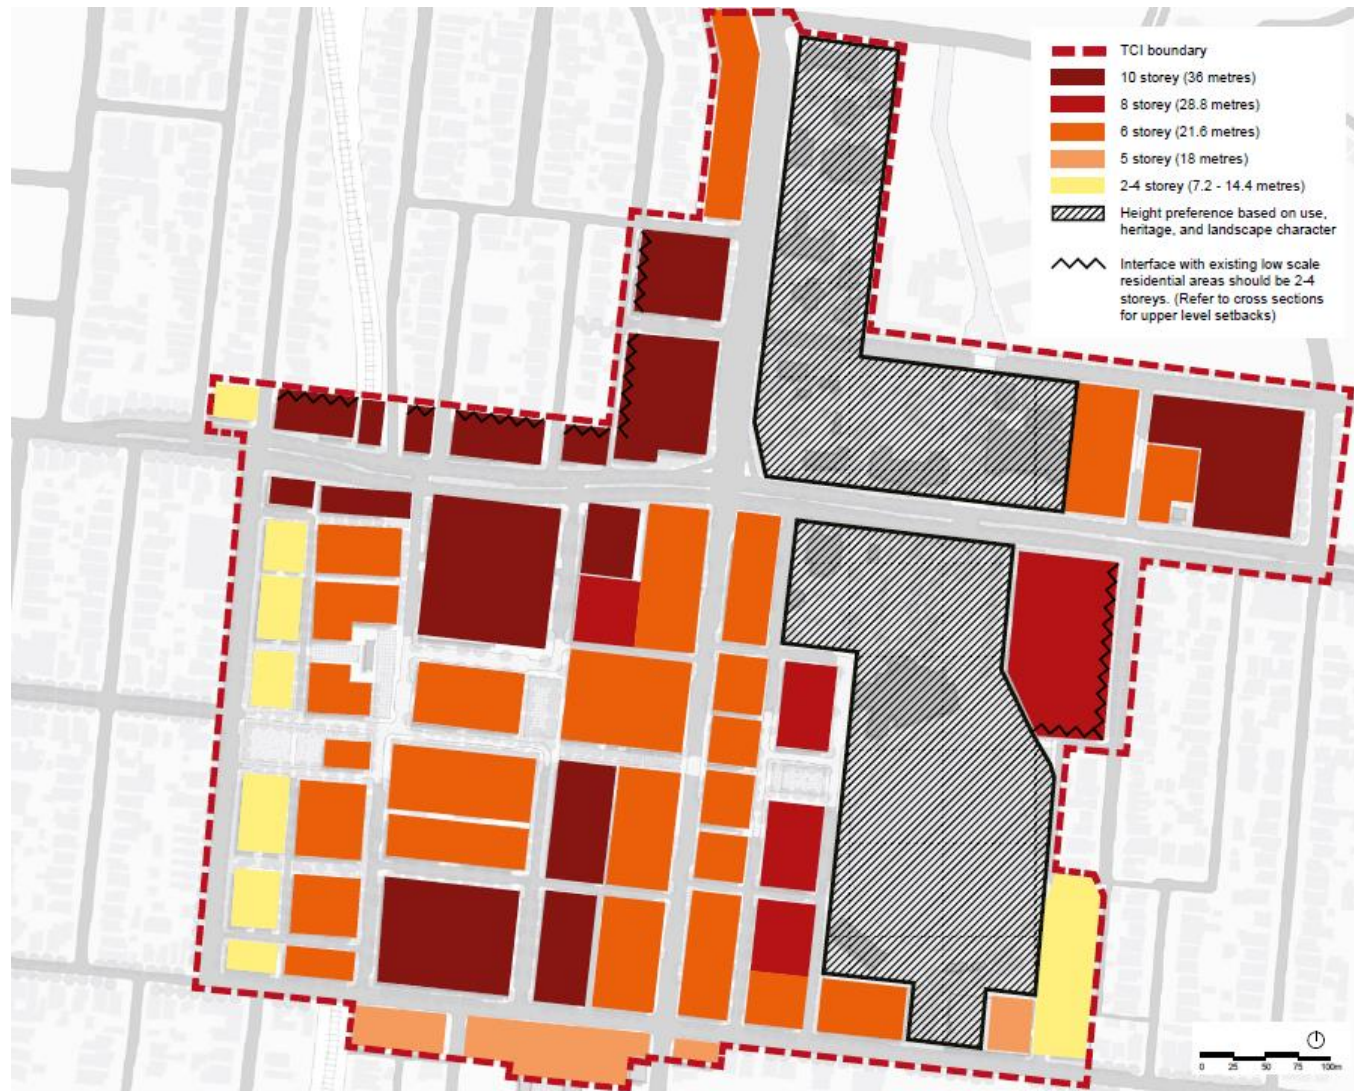 TCI boundary
10 storey (36 metres)
8 storey (28.8 metres)
6 storey (21.6 metres)
5 storey (18 metres)
2-4 storey (7.2 - 14.4 metres)
Height preference based on use,
heritage, and landscape character
Interface with existing low scale
residential areas should be 2-4
storeys. (Refer to cross sections
for upper level setbacks)
0 25 50 75 100m